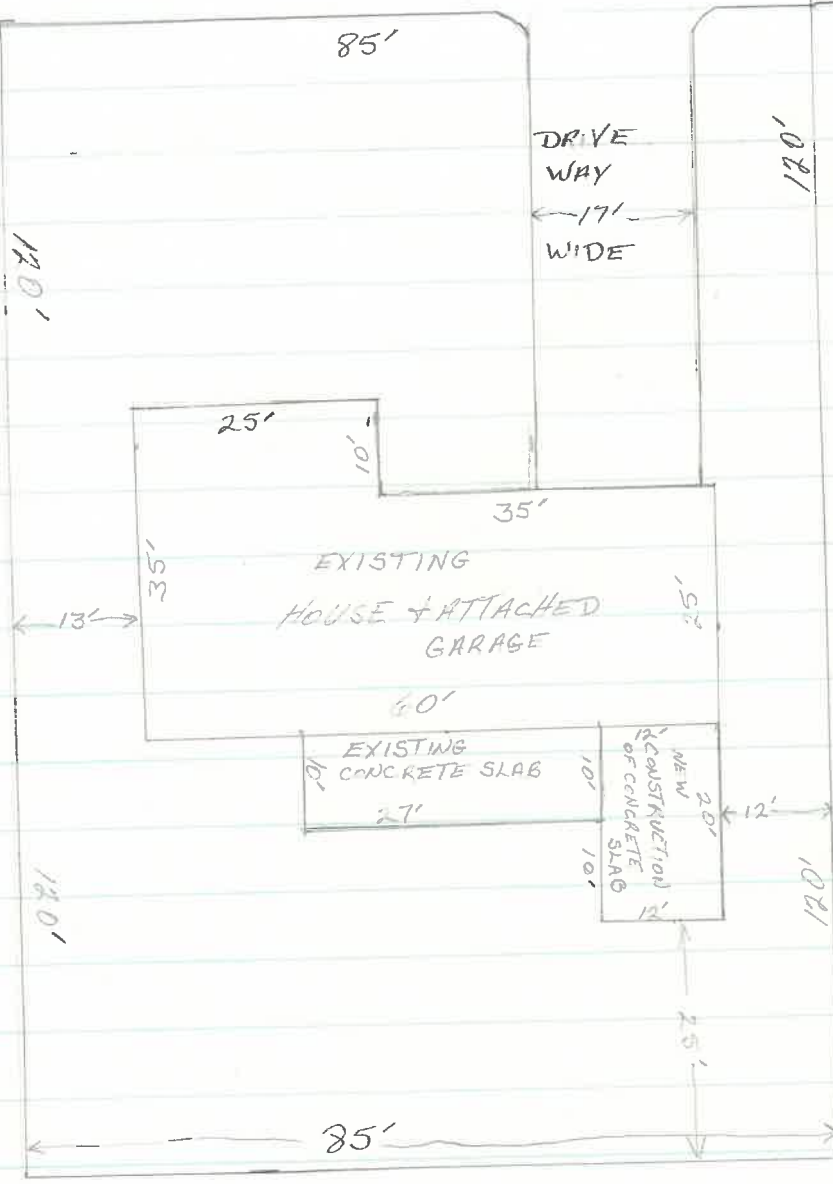 85'
DRIVE
WAY
17'
WIDE
120'
120'
25'
10'
35'
EXISTING
HOUSE & ATTACHED
GARAGE
35'
25'
13'
60'
EXISTING
CONCRETE SLAB
10'
10'
27'
12'
NEW
CONSTRUCTION
OF CONCRETE
SLAB
20'
12'
10'
12'
120'
120'
25'
85'